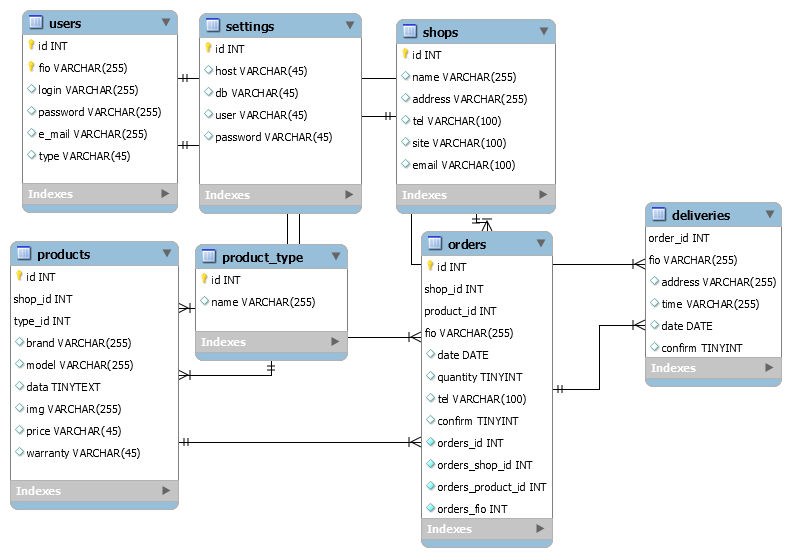 users
id INT
fio VARCHAR(255)
login VARCHAR(255)
password VARCHAR(255)
e_mail VARCHAR(255)
type VARCHAR(45)
Indexes
settings
id INT
host VARCHAR(45)
db VARCHAR(45)
user VARCHAR(45)
password VARCHAR(45)
Indexes
shops
id INT
name VARCHAR(255)
address VARCHAR(255)
tel VARCHAR(100)
site VARCHAR(100)
email VARCHAR(100)
Indexes
products
id INT
shop_id INT
type_id INT
brand VARCHAR(255)
model VARCHAR(255)
data TINYTEXT
img VARCHAR(255)
price VARCHAR(45)
warranty VARCHAR(45)
Indexes
product_type
id INT
name VARCHAR(255)
Indexes
orders
id INT
shop_id INT
product_id INT
fio VARCHAR(255)
date DATE
quantity TINYINT
tel VARCHAR(100)
confirm TINYINT
orders_id INT
orders_shop_id INT
orders_product_id INT
orders_fio INT
Indexes
deliveries
order_id INT
fio VARCHAR(255)
address VARCHAR(255)
time VARCHAR(255)
date DATE
confirm TINYINT
Indexes